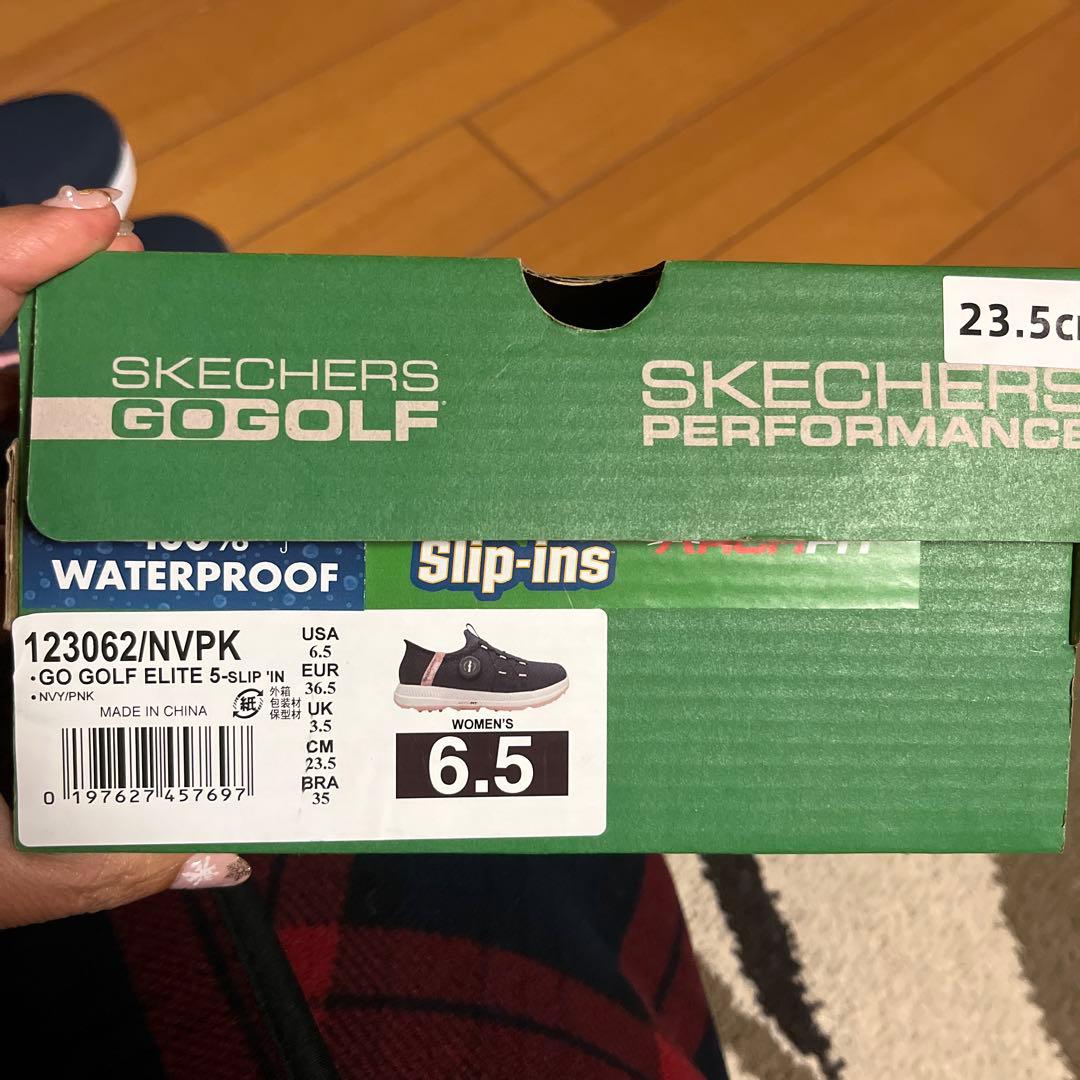 23.5c
SKECHERS
GOGOLF
SKECHERS
PERFORMANCE
100%
WATERPROOF
Slip-ins
123062/NVPK
•GO GOLF ELITE 5-SLIP 'IN
•NVY/PNK
MADE IN CHINA
紙
外箱
包装材
保型材
0 197627 457697
USA
6.5
EUR
36.5
UK
3.5
CM
23.5
BRA
35
WOMEN'S
6.5